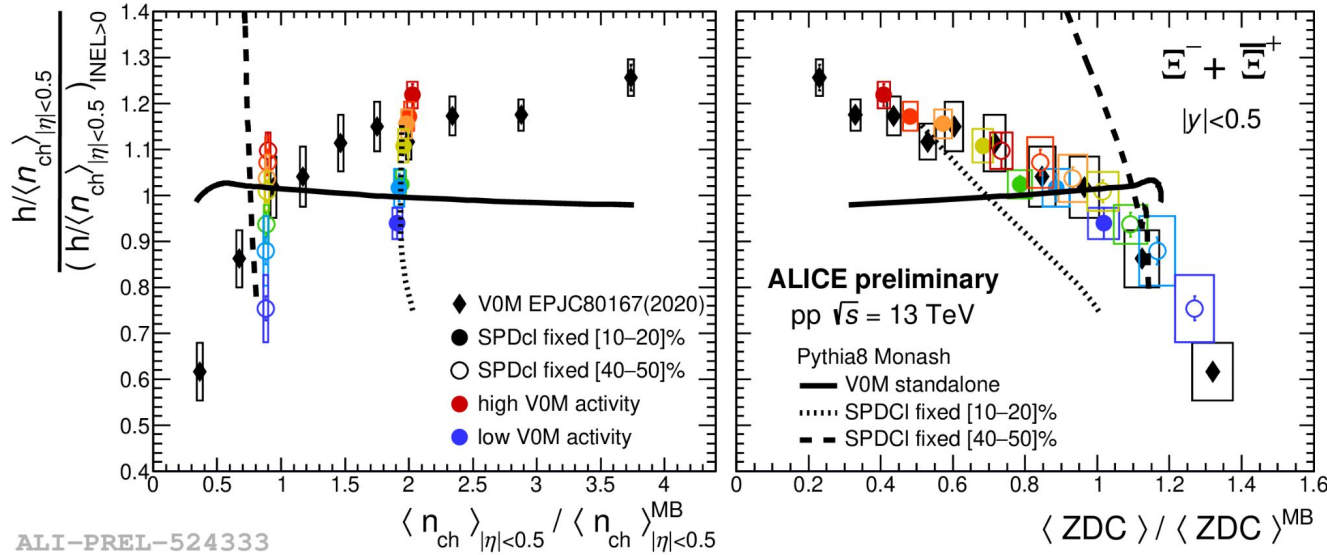 h/⟨n_ch⟩|η|<0.5
( h/⟨n_ch⟩|η|<0.5 )INEL>0
1.4
1.3
1.2
1.1
1
0.9
0.8
0.7
0.6
0.5
0.4
0 0.5 1 1.5 2 2.5 3 3.5 4
⟨ n_ch ⟩|η|<0.5 / ⟨ n_ch ⟩MB|η|<0.5
V0M EPJC80167(2020)
SPDcl fixed [10–20]%
SPDcl fixed [40–50]%
high V0M activity
low V0M activity
Ξ⁻ + Ξ̅⁺
|y|<0.5
ALICE preliminary
pp √s = 13 TeV
Pythia8 Monash
V0M standalone
SPDCl fixed [10–20]%
SPDCl fixed [40–50]%
0 0.2 0.4 0.6 0.8 1 1.2 1.4 1.6
⟨ ZDC ⟩ / ⟨ ZDC ⟩MB
ALI-PREL-524333